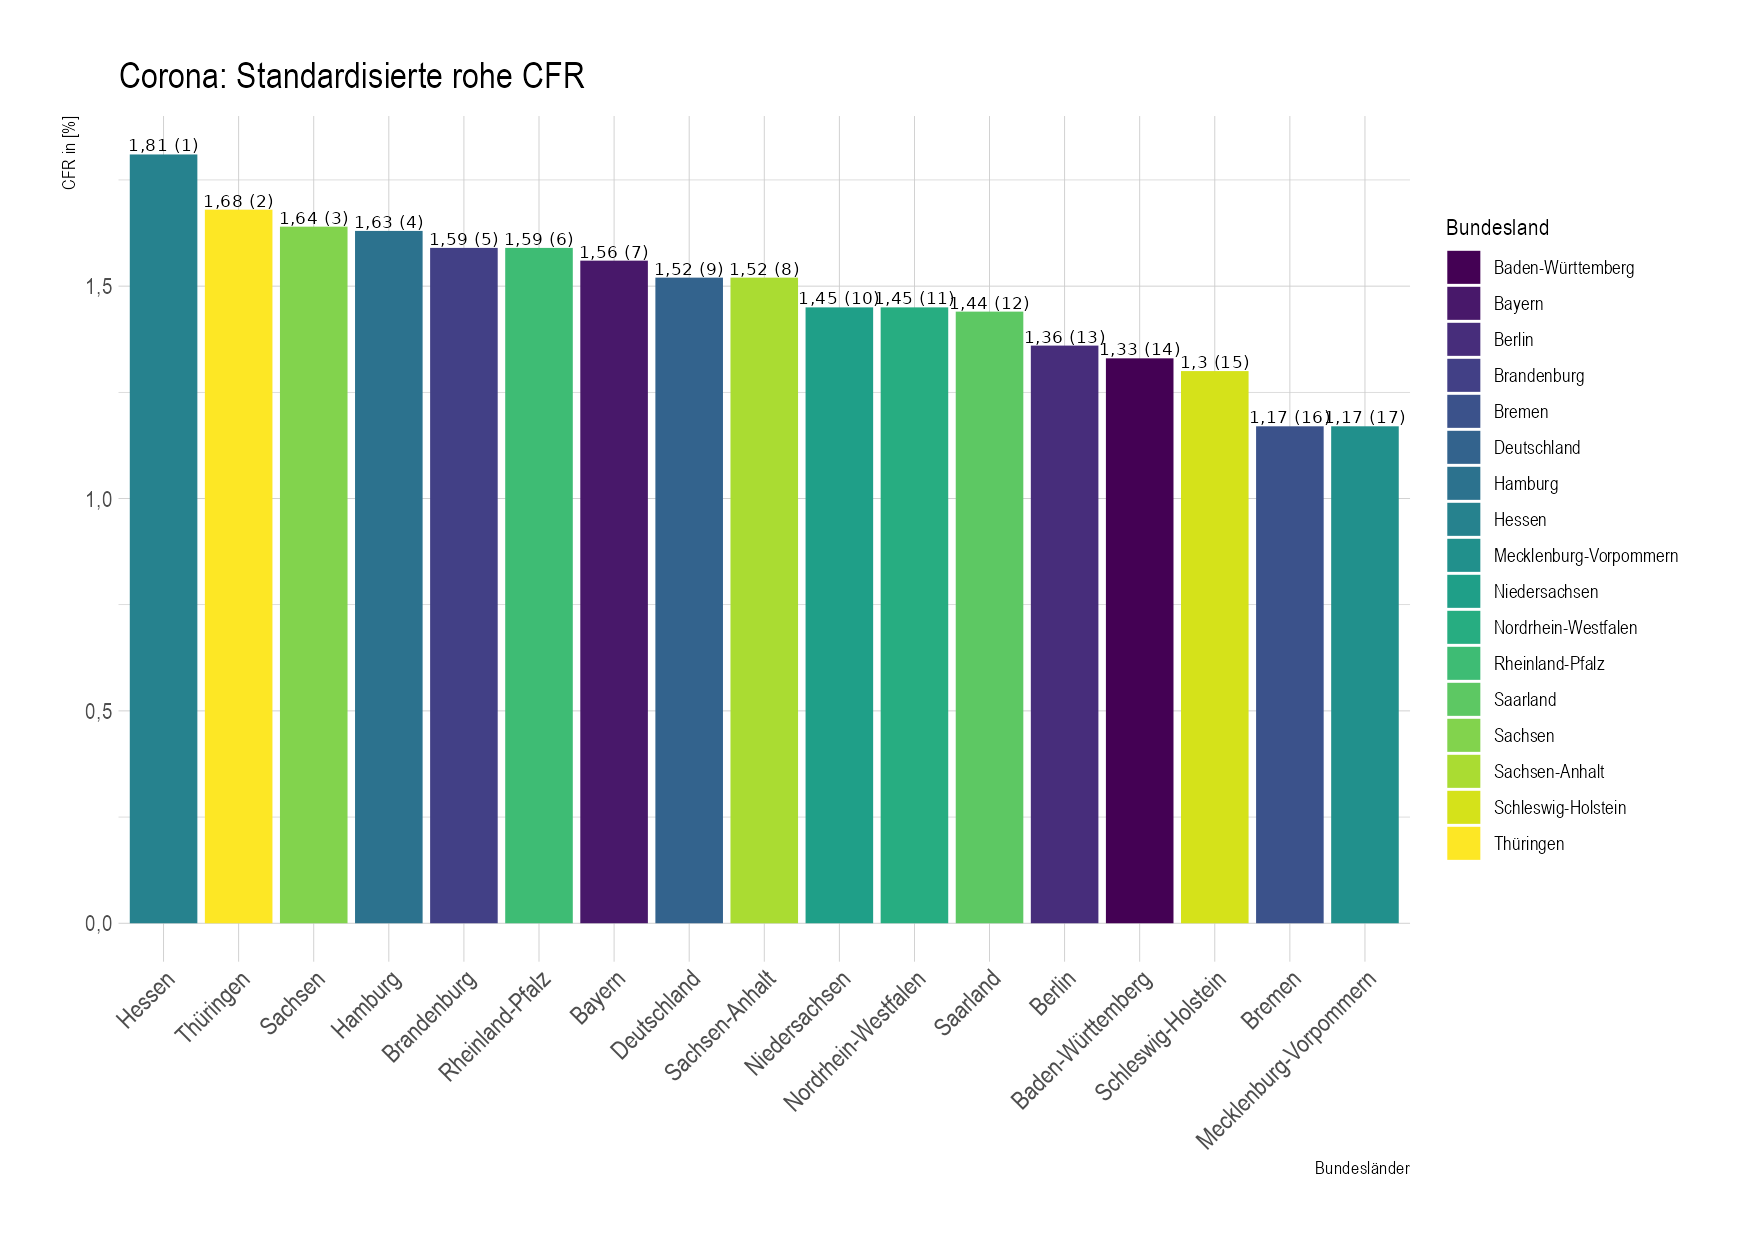 Corona: Standardisierte rohe CFR
CFR in [%]
1,81 (1)
1,68 (2)
1,64 (3)
1,63 (4)
1,59 (5)
1,59 (6)
1,56 (7)
1,52 (9)
1,52 (8)
1,45 (10)
1,45 (11)
1,44 (12)
1,36 (13)
1,33 (14)
1,3 (15)
1,17 (16)
1,17 (17)
1,5
1,0
0,5
0,0
Hessen
Thüringen
Sachsen
Hamburg
Brandenburg
Rheinland-Pfalz
Bayern
Deutschland
Sachsen-Anhalt
Niedersachsen
Nordrhein-Westfalen
Saarland
Berlin
Baden-Württemberg
Schleswig-Holstein
Bremen
Mecklenburg-Vorpommern
Bundesländer
Bundesland
Baden-Württemberg
Bayern
Berlin
Brandenburg
Bremen
Deutschland
Hamburg
Hessen
Mecklenburg-Vorpommern
Niedersachsen
Nordrhein-Westfalen
Rheinland-Pfalz
Saarland
Sachsen
Sachsen-Anhalt
Schleswig-Holstein
Thüringen